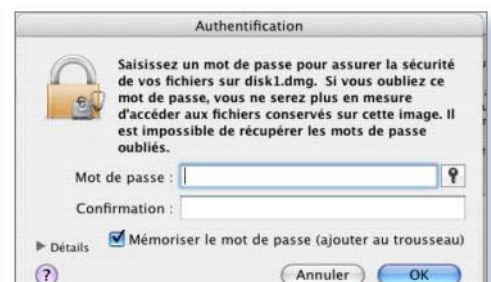 Authentification
Saisissez un mot de passe pour assurer la sécurité
de vos fichiers sur disk1.dmg. Si vous oubliez ce
mot de passe, vous ne serez plus en mesure
d'accéder aux fichiers conservés sur cette image. Il
est impossible de récupérer les mots de passe
oubliés.
Mot de passe :
Confirmation :
Mémoriser le mot de passe (ajouter au trousseau)
Détails
?
Annuler
OK